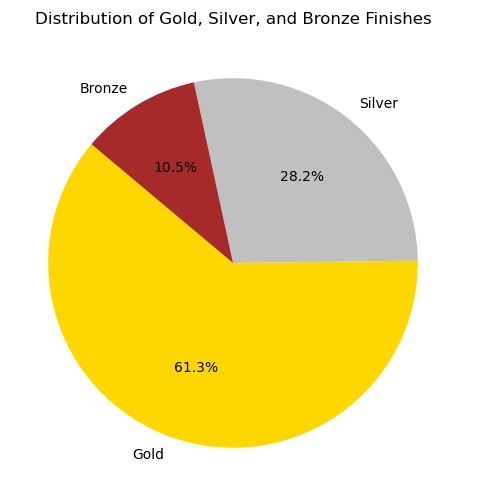 Distribution of Gold, Silver, and Bronze Finishes
Bronze
Silver
10.5%
28.2%
61.3%
Gold